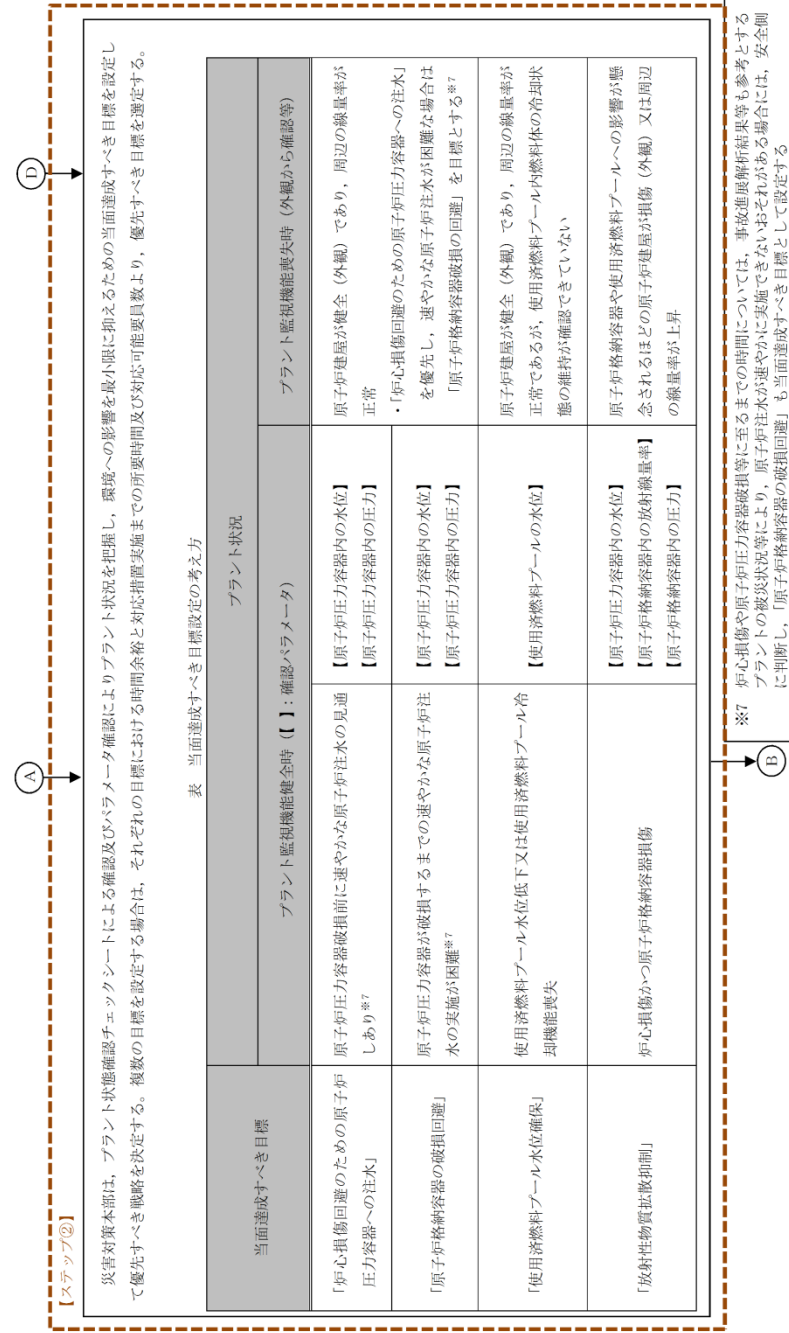 【ステップ②】
Ⓐ
Ⓓ
災害対策本部は,プラント状態確認チェックシートによる確認及びパラメータ確認によりプラント状況を把握し,環境への影響を最小限に抑えるための当面達成すべき目標を設定し
て優先すべき戦略を決定する。複数の目標を設定する場合は,それぞれの目標における時間余裕と対応措置実施までの所要時間及び対応可能要員数より,優先すべき目標を選定する。
表 当面達成すべき目標設定の考え方
当面達成すべき目標
プラント状況
プラント監視機能健全時(【 】:確認パラメータ)
プラント監視機能喪失時(外観から確認等)
「炉心損傷回避のための原子炉
圧力容器への注水」
原子炉圧力容器破損前に速やかな原子炉注水の見通
しあり※7
【原子炉圧力容器内の水位】
【原子炉圧力容器内の圧力】
原子炉建屋が健全(外観)であり,周辺の線量率が
正常
・「炉心損傷回避のための原子炉圧力容器への注水」
を優先し,速やかな原子炉注水が困難な場合は
「原子炉格納容器破損の回避」を目標とする※7
「原子炉格納容器の破損回避」
原子炉圧力容器が破損するまでの速やかな原子炉注
水の実施が困難※7
【原子炉圧力容器内の水位】
【原子炉圧力容器内の圧力】
「使用済燃料プール水位確保」
使用済燃料プール水位低下又は使用済燃料プール冷
却機能喪失
【使用済燃料プールの水位】
原子炉建屋が健全(外観)であり,周辺の線量率が
正常であるが,使用済燃料プール内燃料体の冷却状
態の維持が確認できていない
「放射性物質拡散抑制」
炉心損傷かつ原子炉格納容器損傷
【原子炉圧力容器内の水位】
【原子炉格納容器内の放射線量率】
【原子炉格納容器内の圧力】
原子炉格納容器や使用済燃料プールへの影響が懸
念されるほどの原子炉建屋が損傷(外観)又は周辺
の線量率が上昇
※7 炉心損傷や原子炉圧力容器破損等に至るまでの時間については,事故進展解析結果等も参考とする
プラントの被災状況等により,原子炉注水が速やかに実施できないおそれがある場合には,安全側
に判断し,「原子炉格納容器の破損回避」も当面達成すべき目標として設定する
Ⓑ